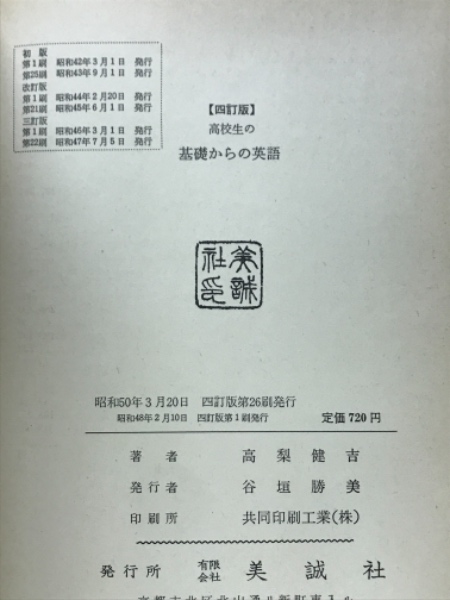 初版
第1刷 昭和42年3月1日 発行
第25刷 昭和43年9月1日 発行
改訂版
第1刷 昭和44年2月20日 発行
第21刷 昭和45年6月1日 発行
三訂版
第1刷 昭和46年3月1日 発行
第22刷 昭和47年7月5日 発行
【四訂版】
高校生の
基礎からの英語
美誠
社印
昭和50年3月20日 四訂版第26刷発行
昭和48年2月10日 四訂版第1刷発行
定価720円
著者 高梨健吉
発行者 谷垣勝美
印刷所 共同印刷工業(株)
発行所 有限会社 美誠社